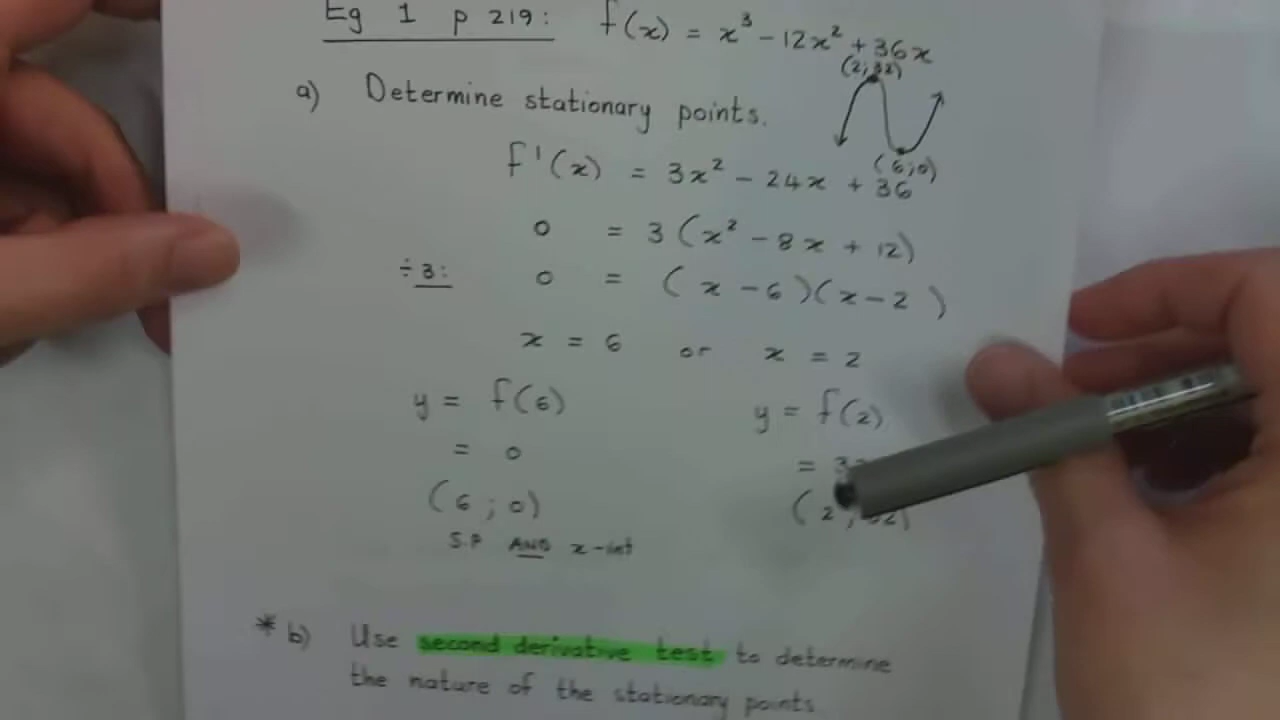 Eg 1 p 219: f(x) = x³ - 12x² + 36x
(2;32)
a) Determine stationary points.
(6;0)
f'(x) = 3x² - 24x + 36
0 = 3(x² - 8x + 12)
÷3: 0 = (x - 6)(x - 2)
x = 6 or x = 2
y = f(6) y = f(2)
= 0 =
(6;0) (2;32)
S.P AND x-int
* b) Use second derivative test to determine
the nature of the stationary points.